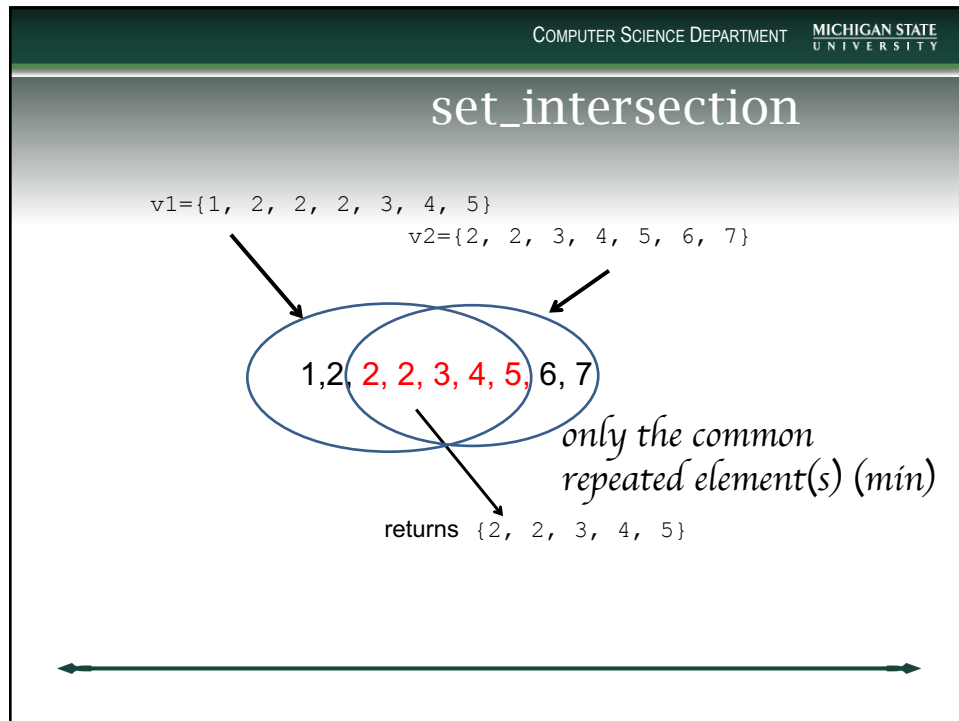 COMPUTER SCIENCE DEPARTMENT MICHIGAN STATE
UNIVERSITY
set_intersection
v1={1, 2, 2, 2, 3, 4, 5}
v2={2, 2, 3, 4, 5, 6, 7}
1,2, 2, 2, 3, 4, 5, 6, 7
only the common
repeated element(s) (min)
returns {2, 2, 3, 4, 5}